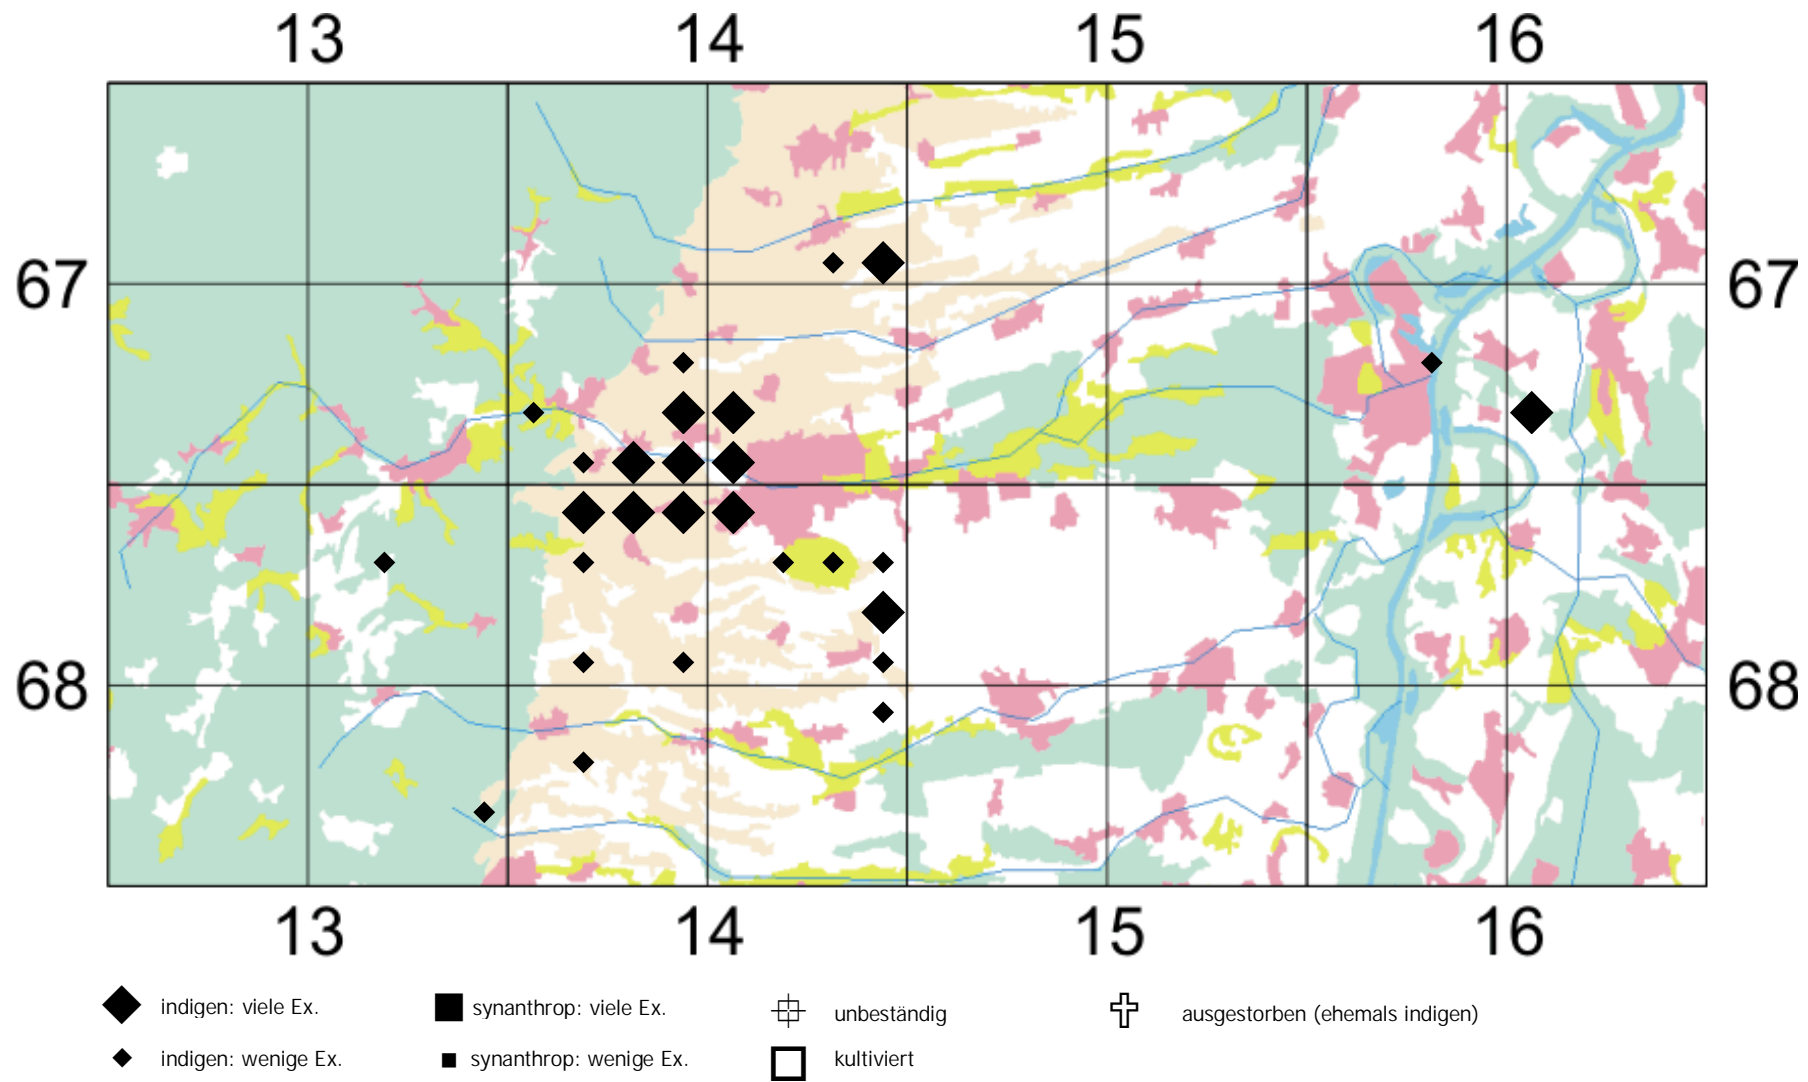 13 14 15 16
67 67
68 68
13 14 15 16
indigen: viele Ex. synanthrop: viele Ex. unbeständig ausgestorben (ehemals indigen)
indigen: wenige Ex. synanthrop: wenige Ex. kultiviert